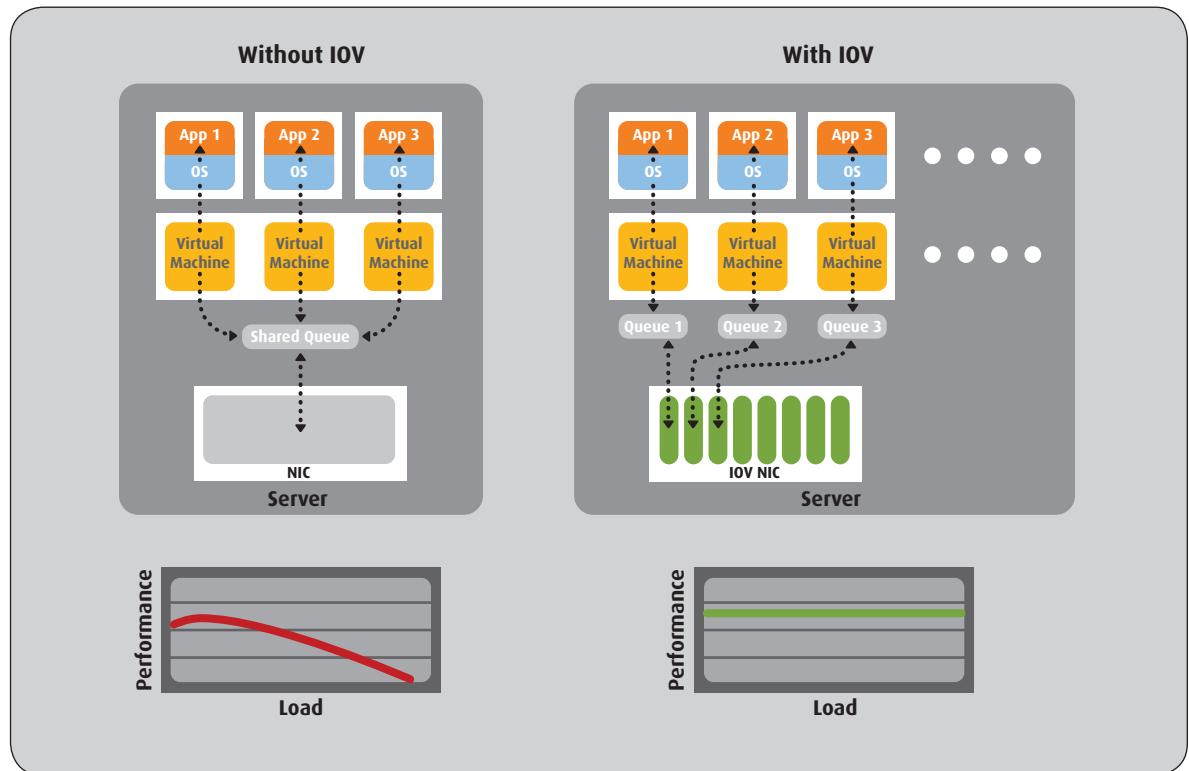 Without IOV
App 1 App 2 App 3
OS OS OS
Virtual Machine Virtual Machine Virtual Machine
Shared Queue
NIC
Server
Performance
Load
With IOV
App 1 App 2 App 3
OS OS OS
Virtual Machine Virtual Machine Virtual Machine
Queue 1 Queue 2 Queue 3
IOV NIC
Server
Performance
Load